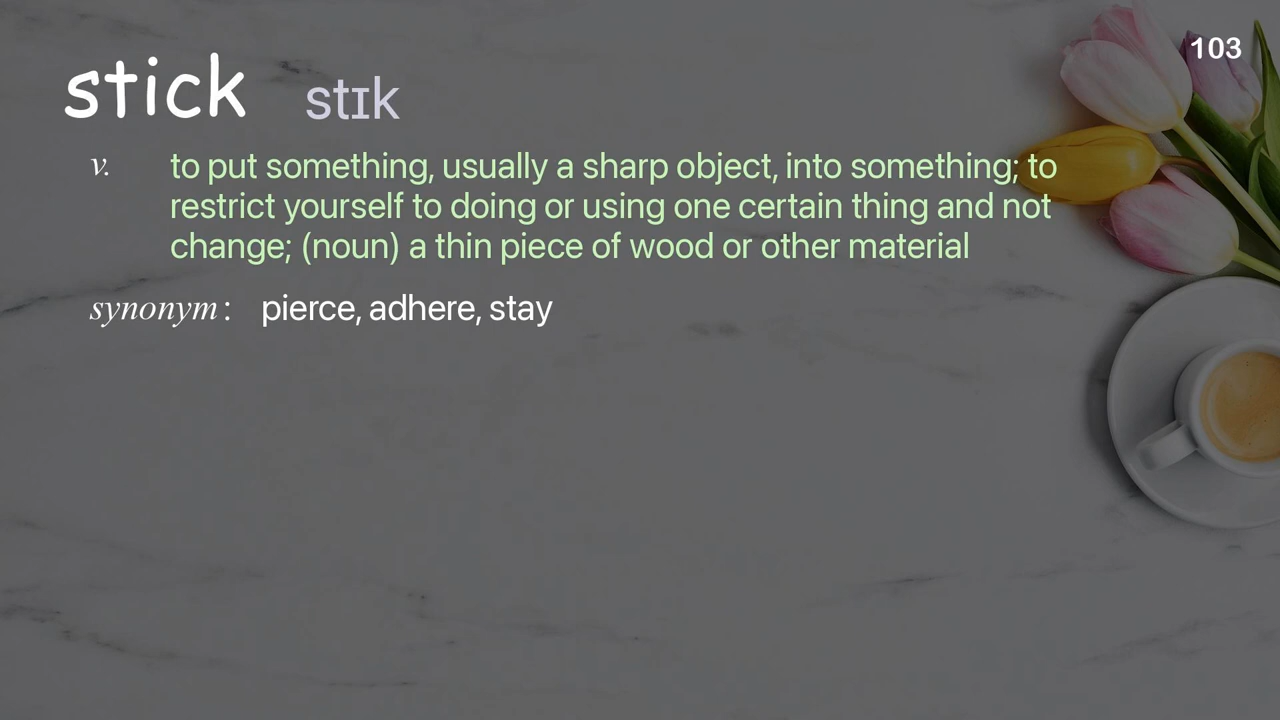 103
stick stɪk
v. to put something, usually a sharp object, into something; to
restrict yourself to doing or using one certain thing and not
change; (noun) a thin piece of wood or other material
synonym: pierce, adhere, stay